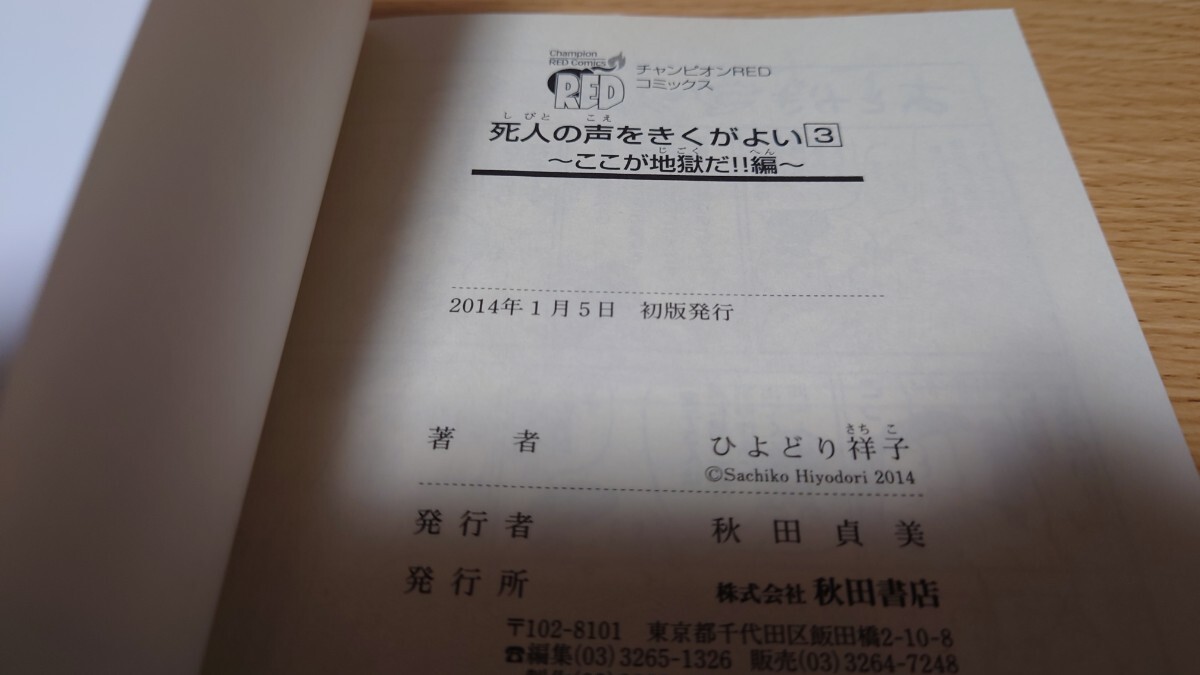 Champion
RED Comics
RED
チャンピオンRED
コミックス
しびと こえ
死人の声をきくがよい3
じごく へん
～ここが地獄だ!!編～
2014年1月5日 初版発行
さち こ
著者 ひよどり祥子
©Sachiko Hiyodori 2014
発行者 秋田貞美
発行所 株式会社 秋田書店
〒102-8101 東京都千代田区飯田橋2-10-8
☎編集(03)3265-1326 販売(03)3264-7248